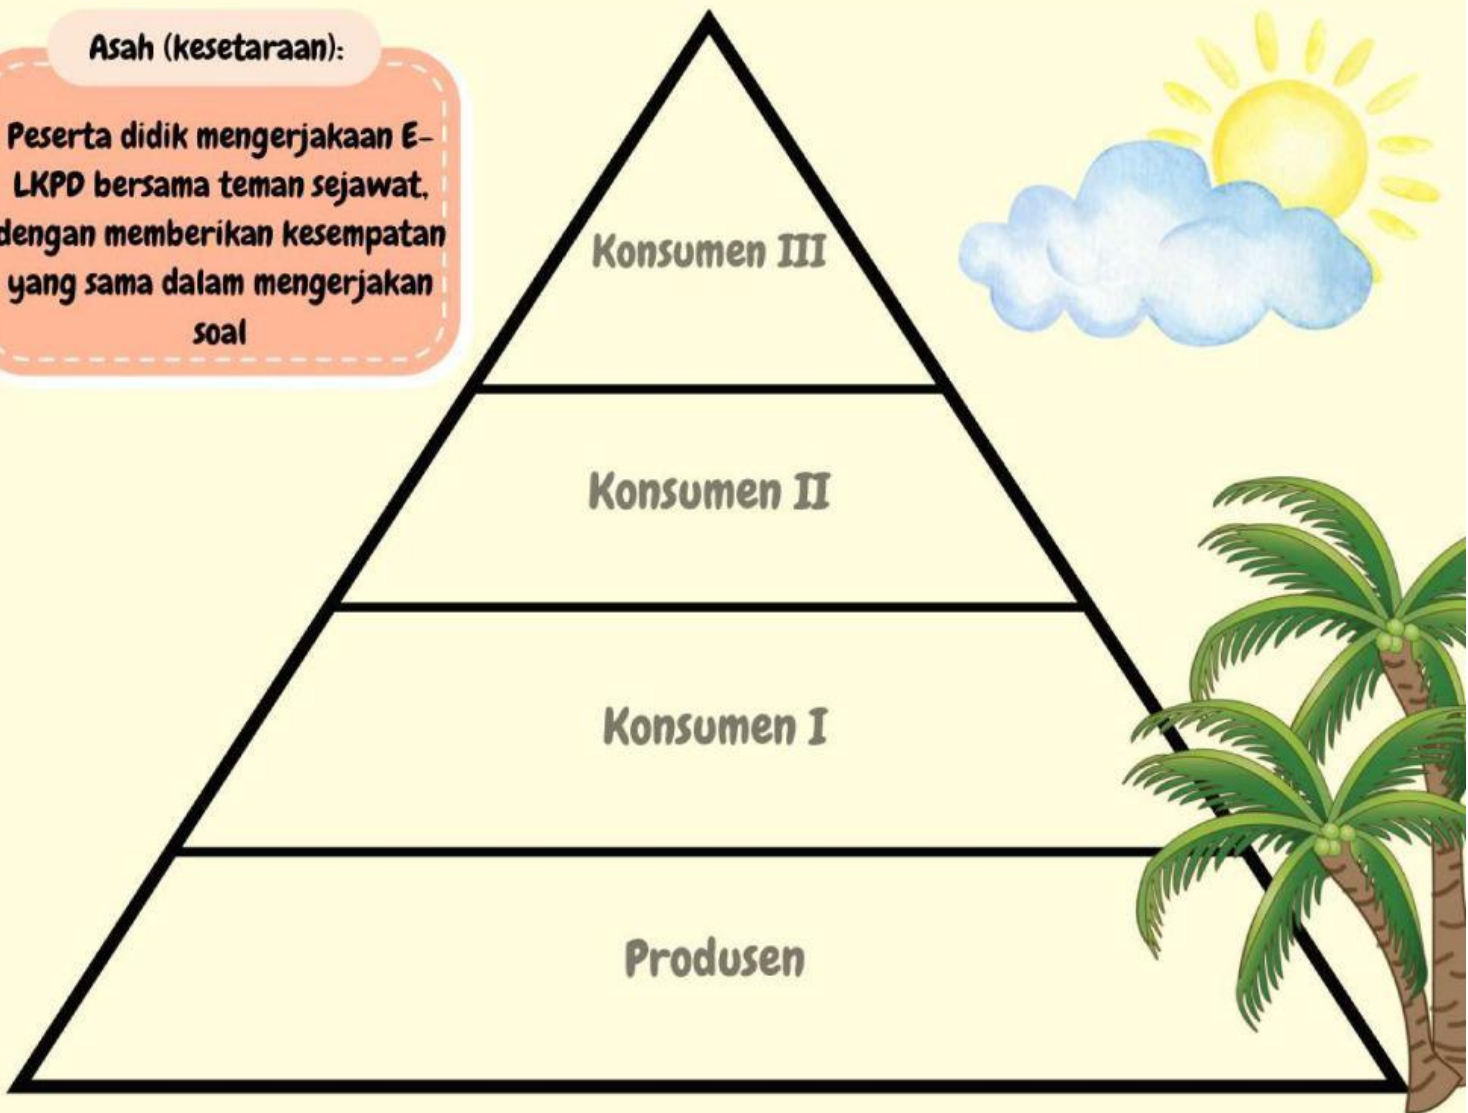 Asah (kesetaraan):
Peserta didik mengerjakaan E-
LKPD bersama teman sejawat,
dengan memberikan kesempatan
yang sama dalam mengerjakan
soal
Konsumen III
Konsumen II
Konsumen I
Produsen